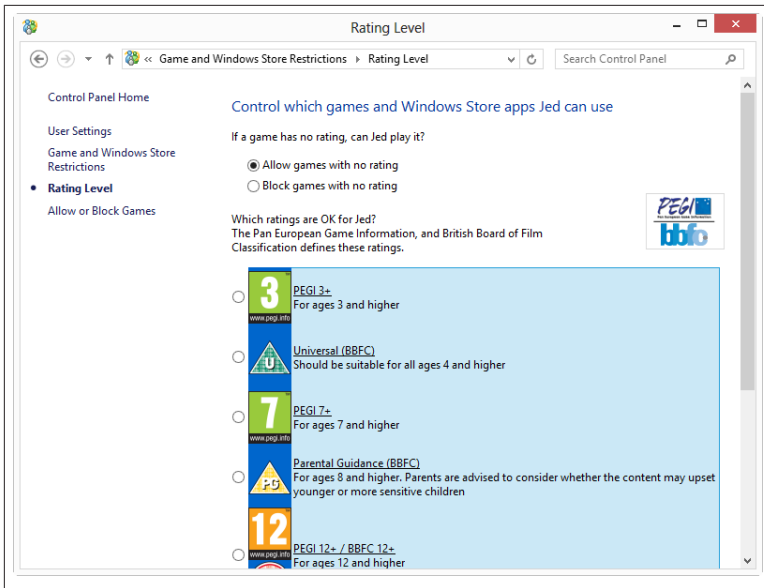 Rating Level
« Game and Windows Store Restrictions Rating Level
Search Control Panel
Control Panel Home
User Settings
Game and Windows Store
Restrictions
Rating Level
Allow or Block Games
Control which games and Windows Store apps Jed can use
If a game has no rating, can Jed play it?
Allow games with no rating
Block games with no rating
Which ratings are OK for Jed?
The Pan European Game Information, and British Board of Film
Classification defines these ratings.
PEGI
bbfc
3
www.pegi.info
PEGI 3+
For ages 3 and higher
U
Universal (BBFC)
Should be suitable for all ages 4 and higher
7
www.pegi.info
PEGI 7+
For ages 7 and higher
PG
Parental Guidance (BBFC)
For ages 8 and higher. Parents are advised to consider whether the content may upset
younger or more sensitive children
12
www.pegi.info
PEGI 12+ / BBFC 12+
For ages 12 and higher